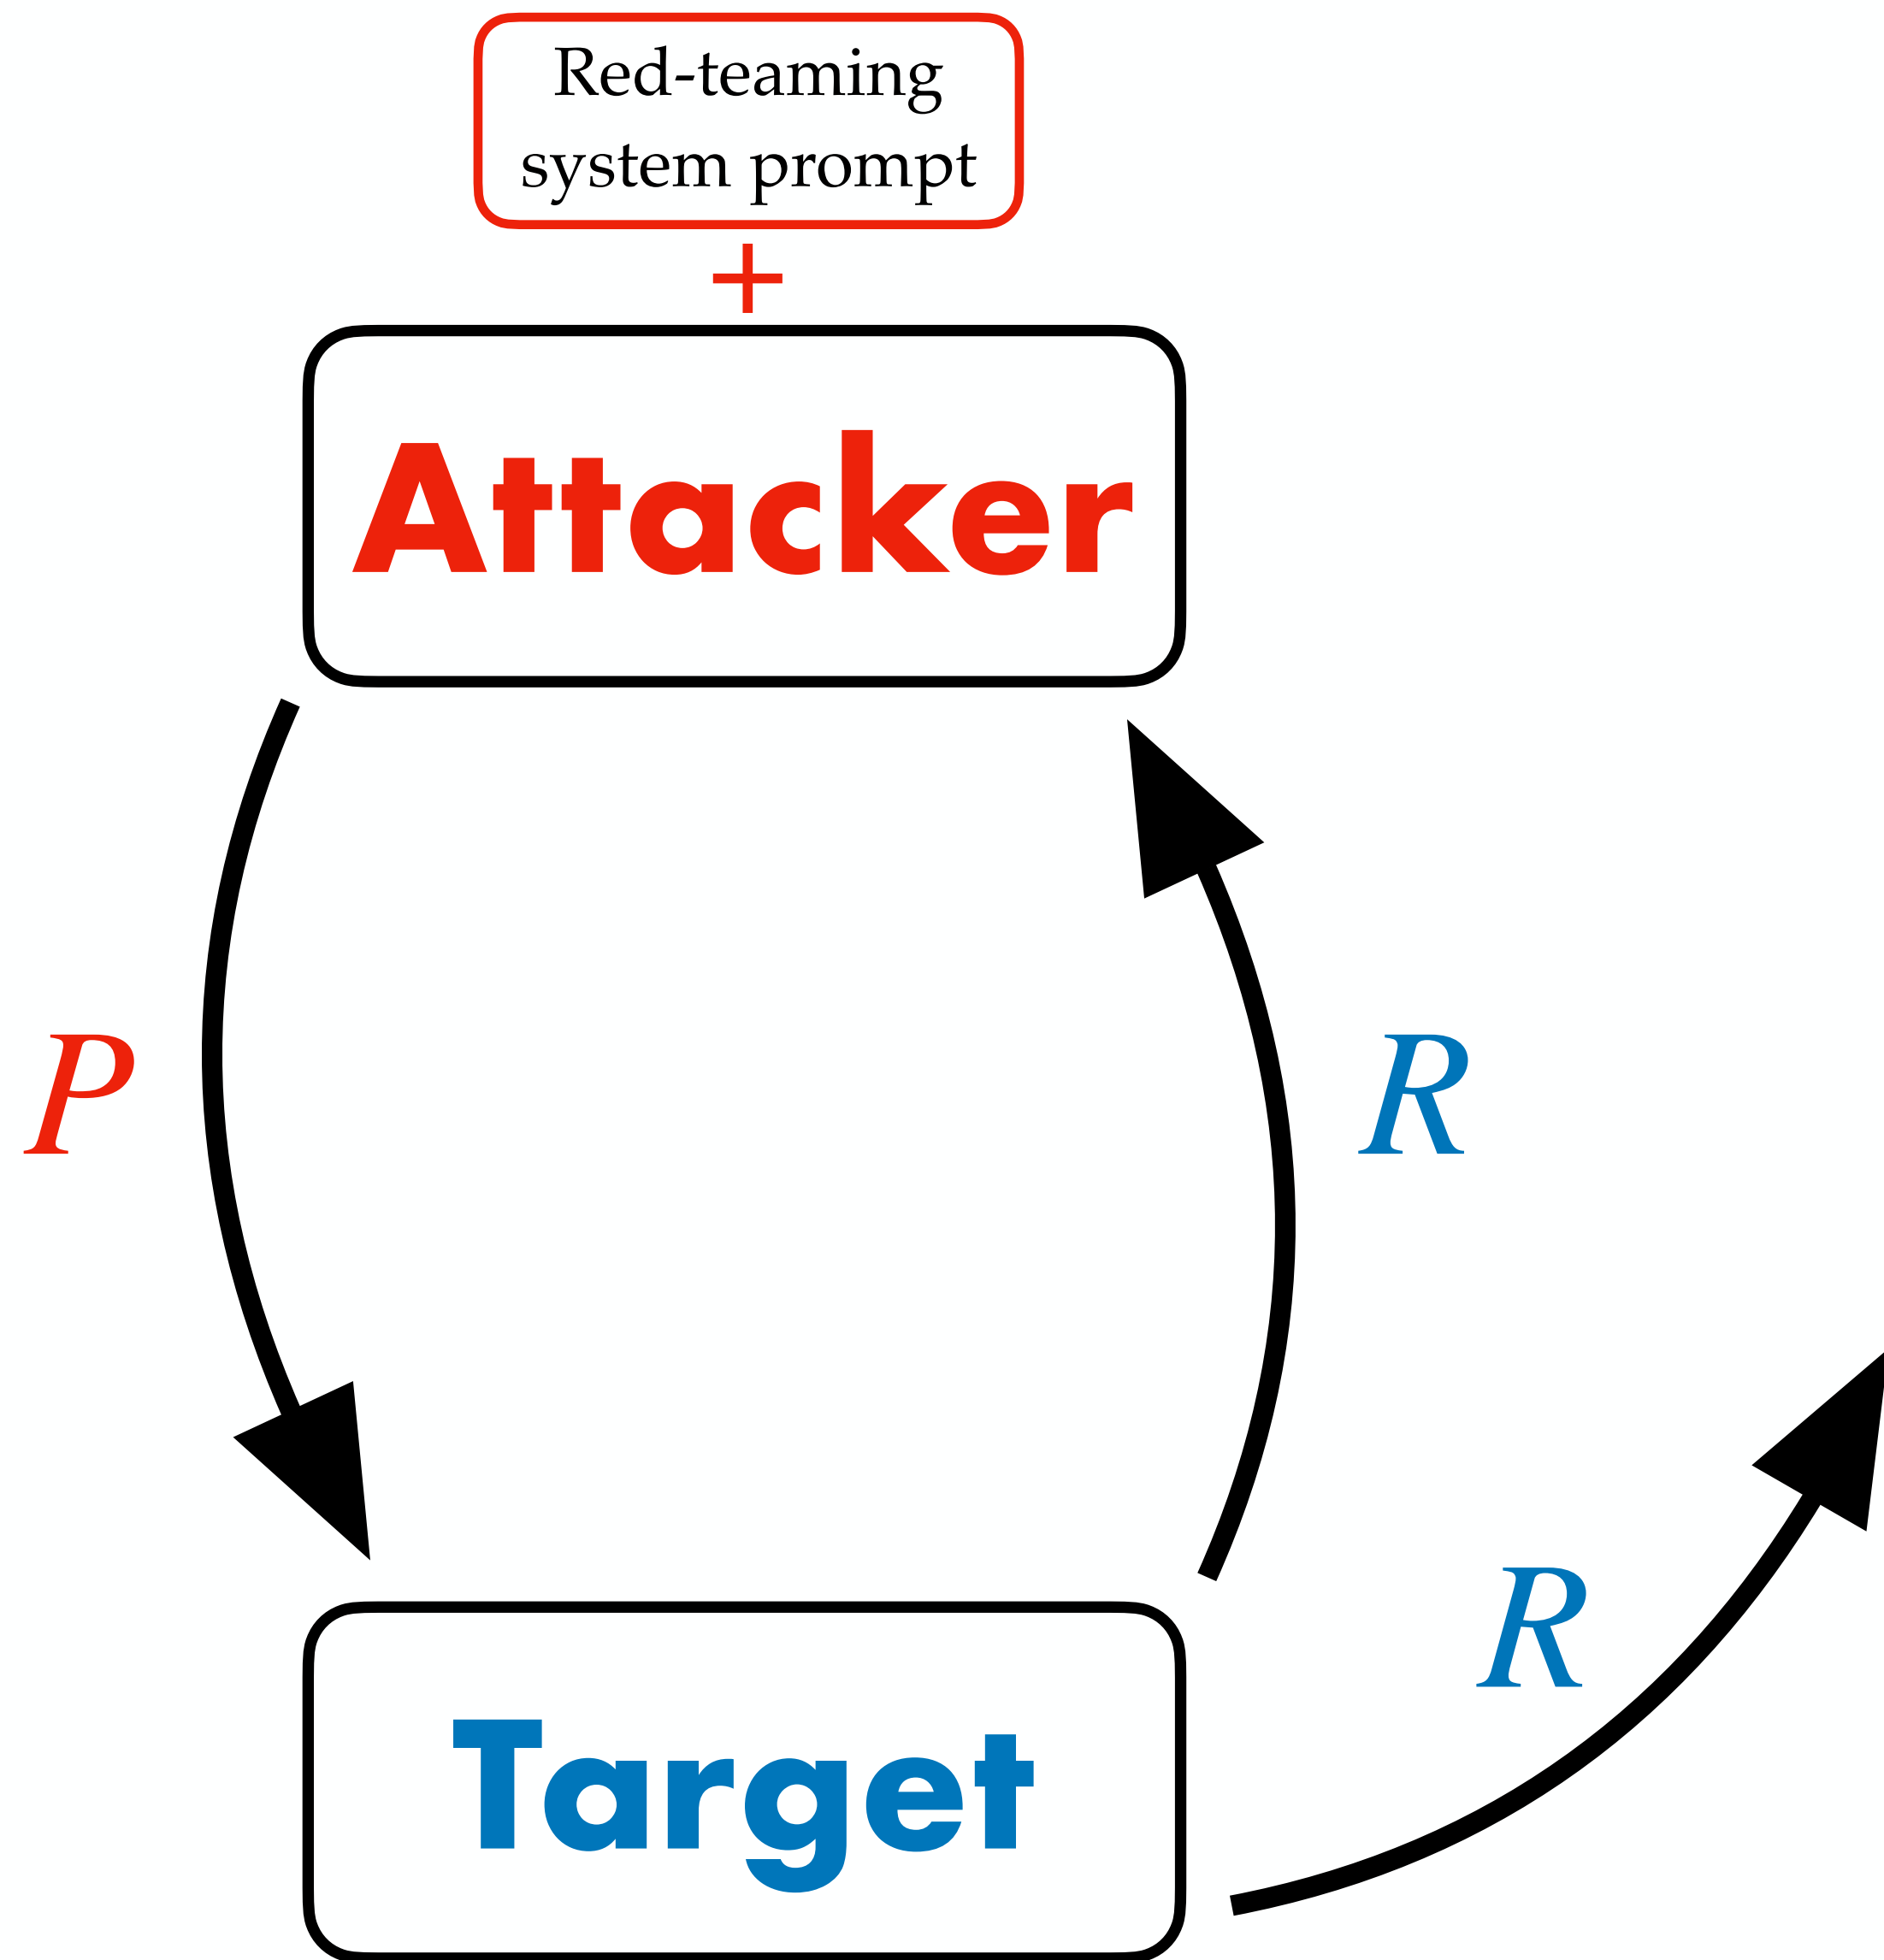 Red-teaming
system prompt
+
Attacker
P
R
R
Target